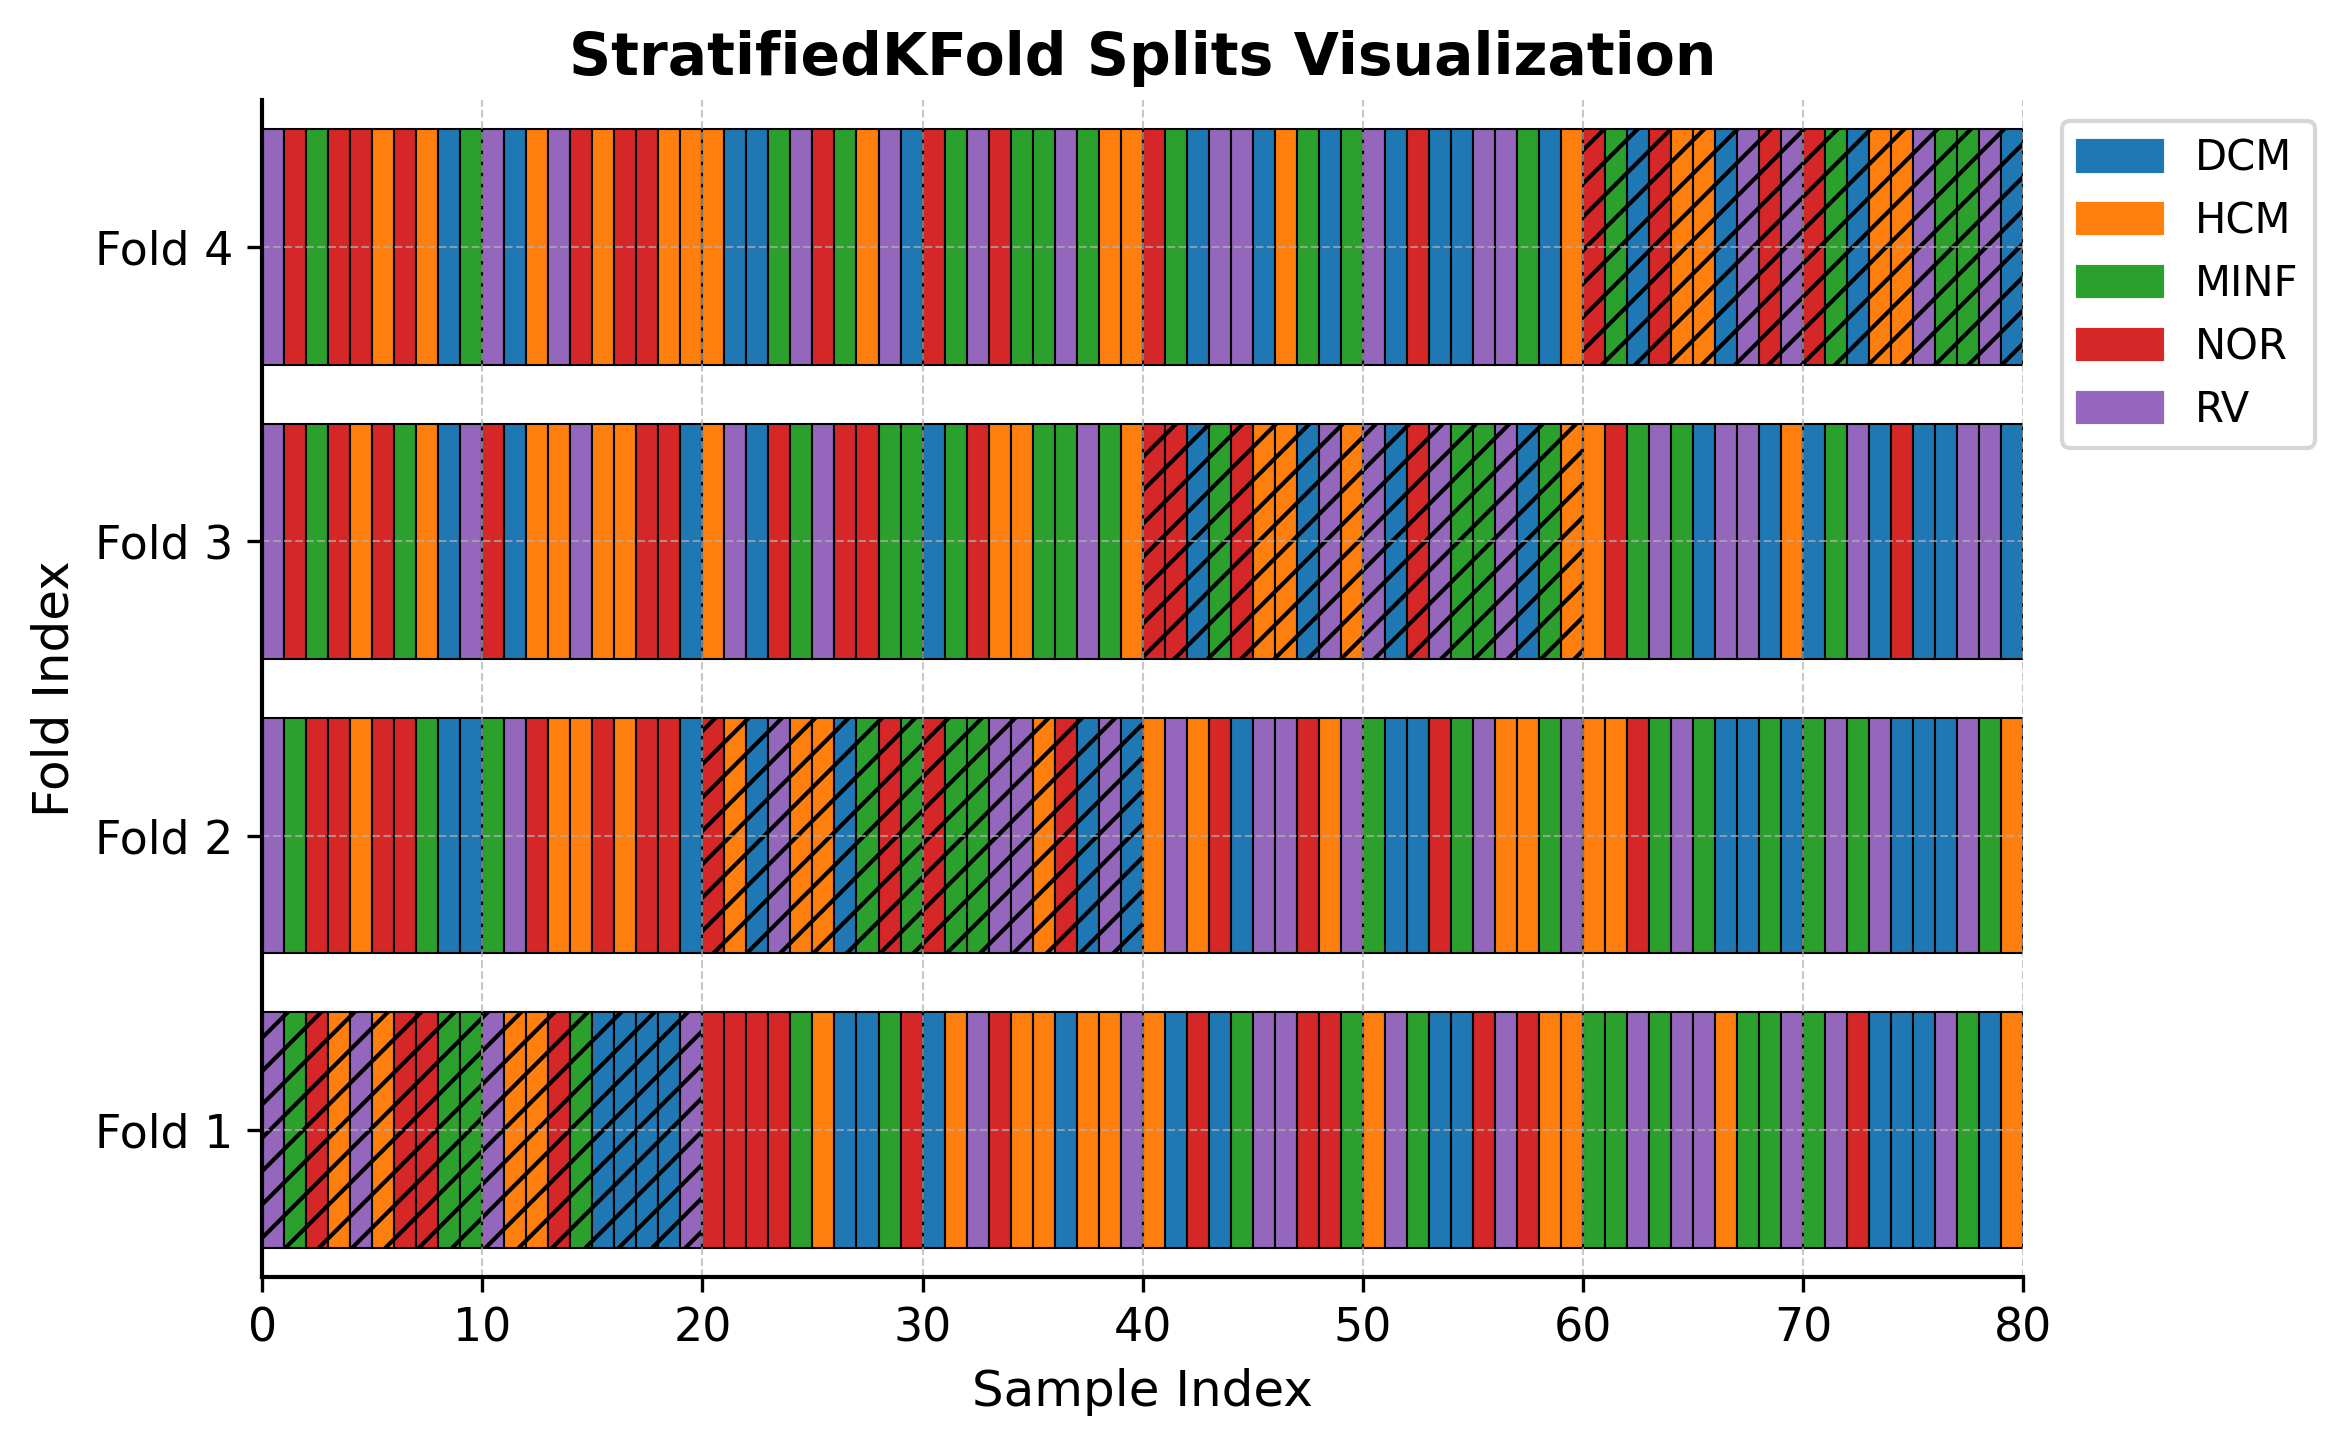 StratifiedKFold Splits Visualization
DCM
HCM
MINF
NOR
RV
Fold Index
Fold 4
Fold 3
Fold 2
Fold 1
0 10 20 30 40 50 60 70 80
Sample Index